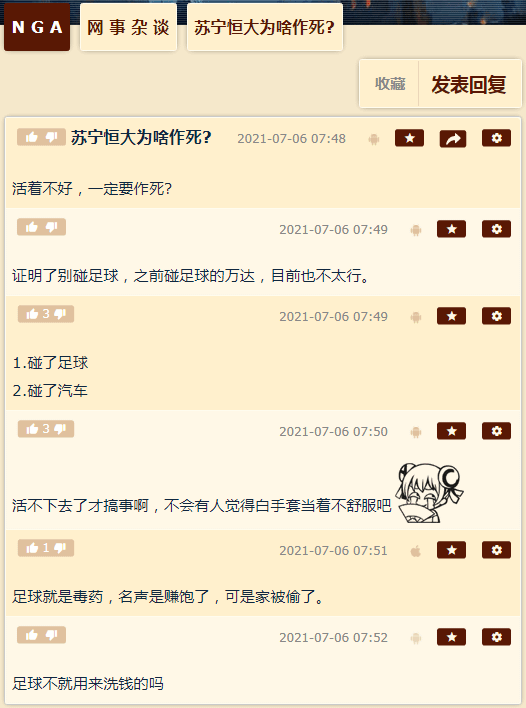 NGA 网事杂谈 苏宁恒大为啥作死?
收藏 发表回复
苏宁恒大为啥作死? 2021-07-06 07:48
活着不好，一定要作死?
2021-07-06 07:49
证明了别碰足球，之前碰足球的万达，目前也不太行。
3 2021-07-06 07:49
1.碰了足球
2.碰了汽车
3 2021-07-06 07:50
活不下去了才搞事啊，不会有人觉得白手套当着不舒服吧
1 2021-07-06 07:51
足球就是毒药，名声是赚饱了，可是家被偷了。
2021-07-06 07:52
足球不就用来洗钱的吗